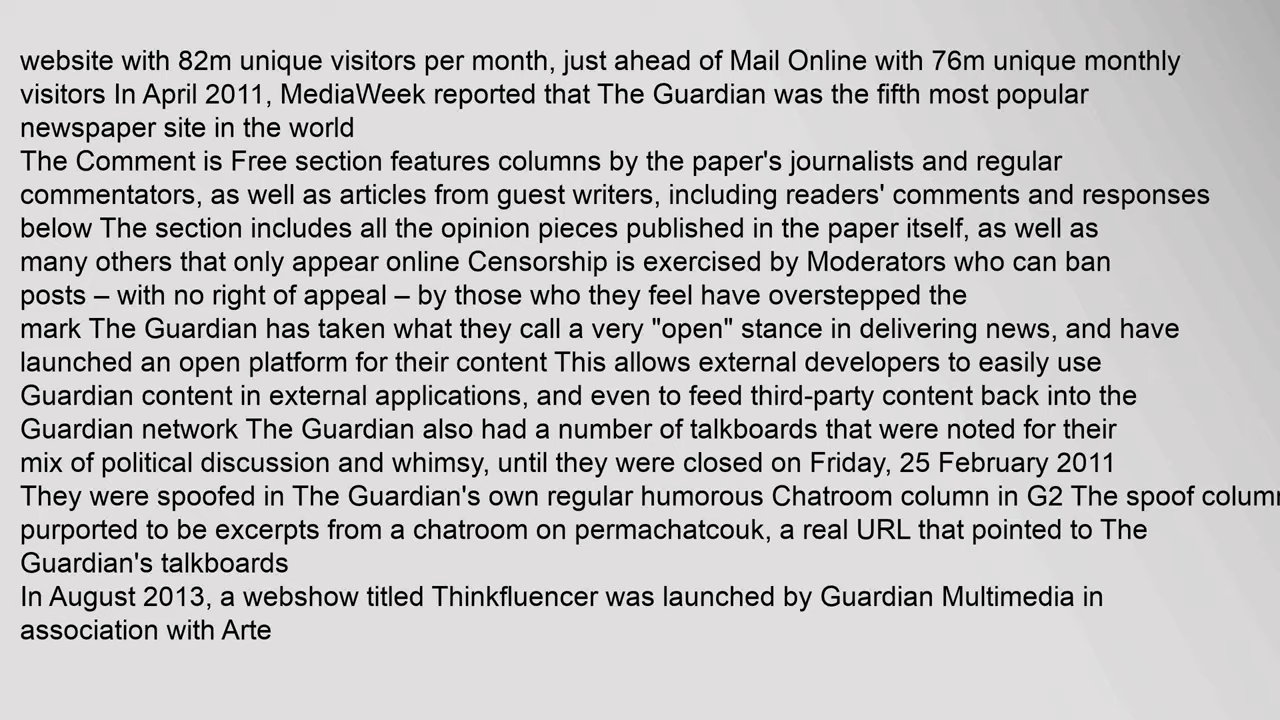 website with 82m unique visitors per month, just ahead of Mail Online with 76m unique monthly
visitors In April 2011, MediaWeek reported that The Guardian was the fifth most popular
newspaper site in the world
The Comment is Free section features columns by the paper's journalists and regular
commentators, as well as articles from guest writers, including readers' comments and responses
below The section includes all the opinion pieces published in the paper itself, as well as
many others that only appear online Censorship is exercised by Moderators who can ban
posts – with no right of appeal – by those who they feel have overstepped the
mark The Guardian has taken what they call a very "open" stance in delivering news, and have
launched an open platform for their content This allows external developers to easily use
Guardian content in external applications, and even to feed third-party content back into the
Guardian network The Guardian also had a number of talkboards that were noted for their
mix of political discussion and whimsy, until they were closed on Friday, 25 February 2011
They were spoofed in The Guardian's own regular humorous Chatroom column in G2 The spoof column
purported to be excerpts from a chatroom on permachatcouk, a real URL that pointed to The
Guardian's talkboards
In August 2013, a webshow titled Thinkfluencer was launched by Guardian Multimedia in
association with Arte